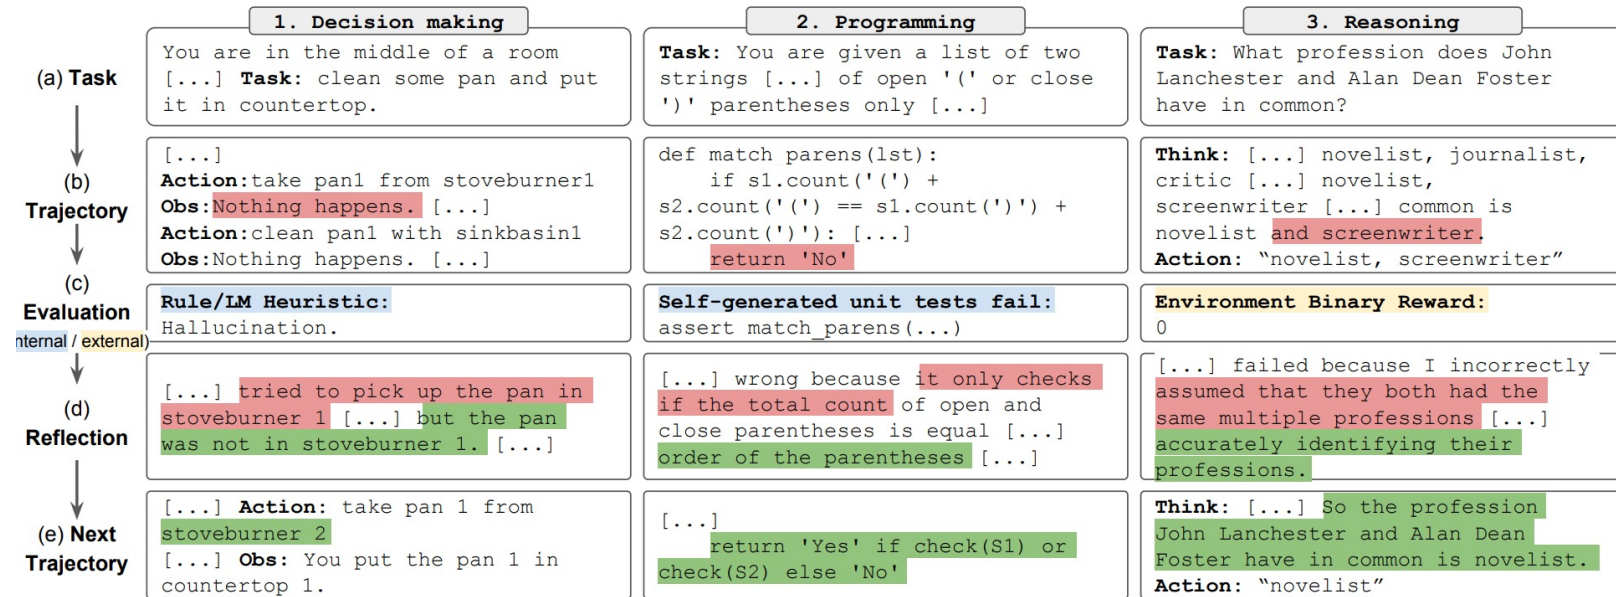 1. Decision making
2. Programming
3. Reasoning
(a) Task
You are in the middle of a room
[...] Task: clean some pan and put
it in countertop.
Task: You are given a list of two
strings [...] of open '(' or close
')' parentheses only [...]
Task: What profession does John
Lanchester and Alan Dean Foster
have in common?
(b)
Trajectory
[...]
Action:take pan1 from stoveburner1
Obs:Nothing happens. [...]
Action:clean pan1 with sinkbasin1
Obs:Nothing happens. [...]
def match_parens(lst):
if s1.count('(') +
s2.count('(') == s1.count(')') +
s2.count(')'): [...]
return 'No'
Think: [...] novelist, journalist,
critic [...] novelist,
screenwriter [...] common is
novelist and screenwriter.
Action: “novelist, screenwriter”
(c)
Evaluation
nternal / external)
Rule/LM Heuristic:
Hallucination.
Self-generated unit tests fail:
assert match_parens(...)
Environment Binary Reward:
0
(d)
Reflection
[...] tried to pick up the pan in
stoveburner 1 [...] but the pan
was not in stoveburner 1. [...]
[...] wrong because it only checks
if the total count of open and
close parentheses is equal [...]
order of the parentheses [...]
[...] failed because I incorrectly
assumed that they both had the
same multiple professions [...]
accurately identifying their
professions.
(e) Next
Trajectory
[...] Action: take pan 1 from
stoveburner 2
[...] Obs: You put the pan 1 in
countertop 1.
[...]
return 'Yes' if check(S1) or
check(S2) else 'No'
Think: [...] So the profession
John Lanchester and Alan Dean
Foster have in common is novelist.
Action: “novelist”